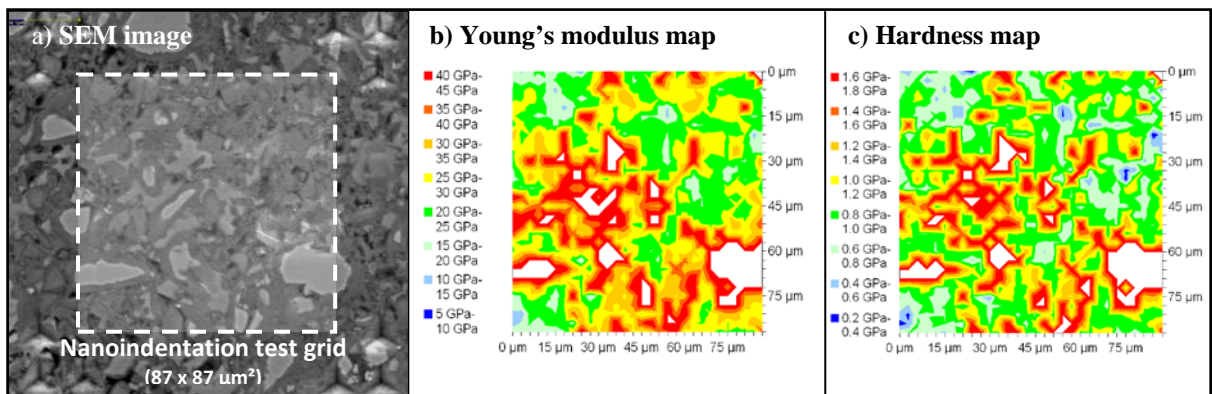 a) SEM image
Nanoindentation test grid
(87 x 87 µm²)
b) Young's modulus map
40 GPa-
45 GPa
35 GPa-
40 GPa
30 GPa-
35 GPa
25 GPa-
30 GPa
20 GPa-
25 GPa
15 GPa-
20 GPa
10 GPa-
15 GPa
5 GPa-
10 GPa
0 µm
15 µm
30 µm
45 µm
60 µm
75 µm
0 µm 15 µm 30 µm 45 µm 60 µm 75 µm
c) Hardness map
1.6 GPa-
1.8 GPa
1.4 GPa-
1.6 GPa
1.2 GPa-
1.4 GPa
1.0 GPa-
1.2 GPa
0.8 GPa-
1.0 GPa
0.6 GPa-
0.8 GPa
0.4 GPa-
0.6 GPa
0.2 GPa-
0.4 GPa
0 µm
15 µm
30 µm
45 µm
60 µm
75 µm
0 µm 15 µm 30 µm 45 µm 60 µm 75 µm